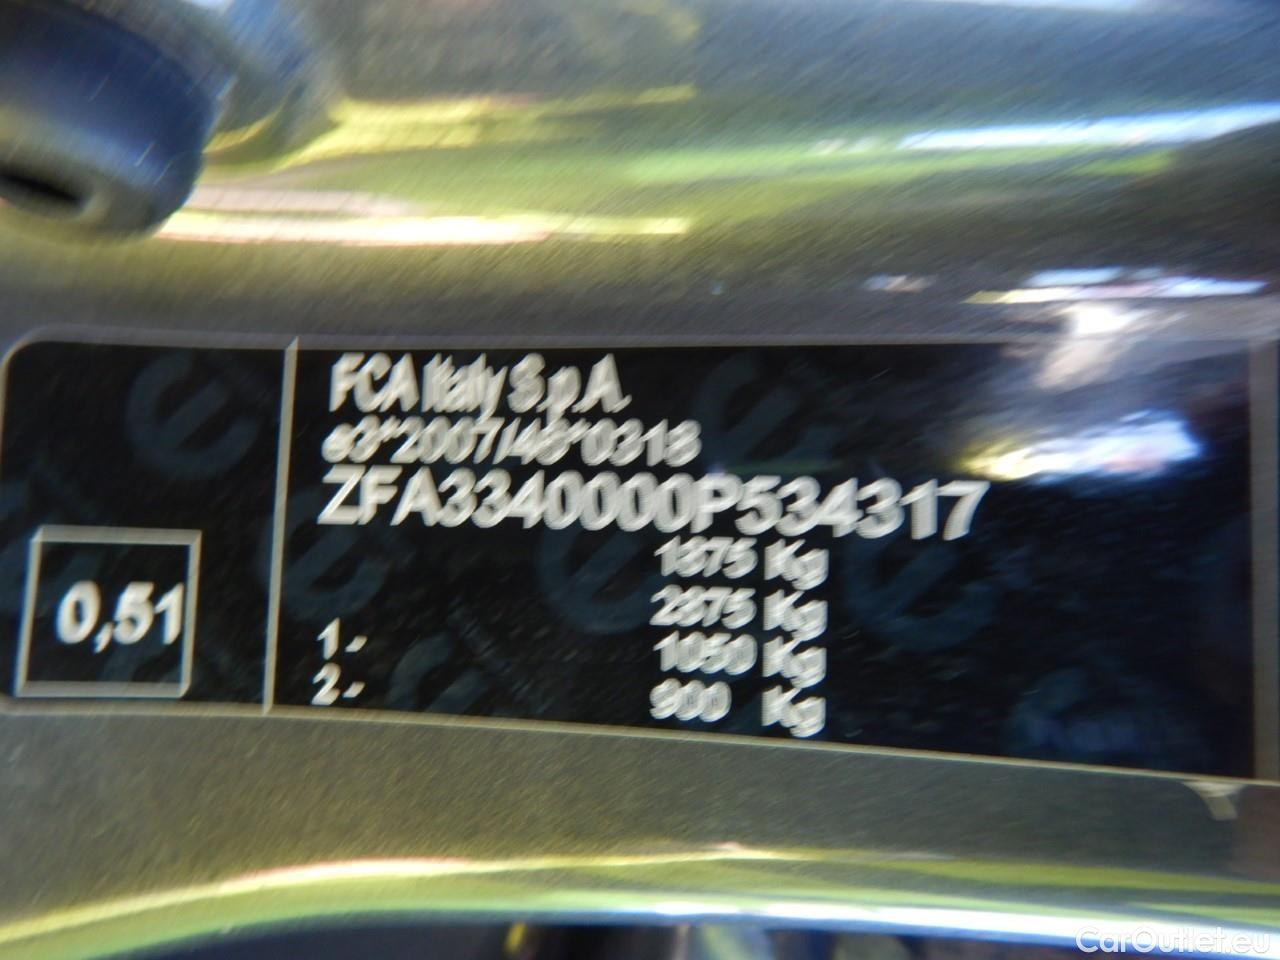 FCA Italy S.p.A.
e3*2007/46*0318
ZFA3340000P534317
1875 Kg
2875 Kg
0,51
1.- 1050 Kg
2.- 900 Kg
CarOutlet.eu